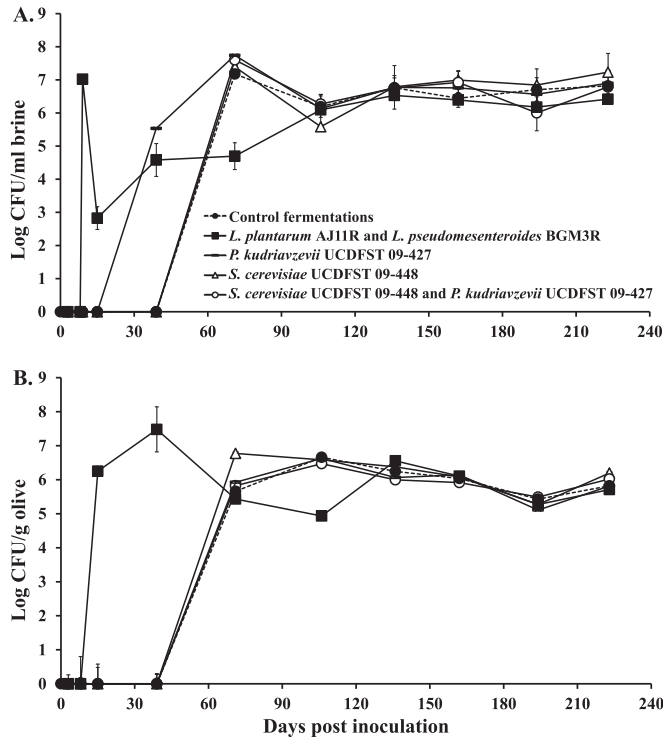 A.
Log CFU/ml brine
9
8
7
6
5
4
3
2
1
0
Control fermentations
L. plantarum AJ11R and L. pseudomesenteroides BGM3R
P. kudriavzevii UCDFST 09-427
S. cerevisiae UCDFST 09-448
S. cerevisiae UCDFST 09-448 and P. kudriavzevii UCDFST 09-427
0 30 60 90 120 150 180 210 240
B.
Log CFU/g olive
9
8
7
6
5
4
3
2
1
0
0 30 60 90 120 150 180 210 240
Days post inoculation